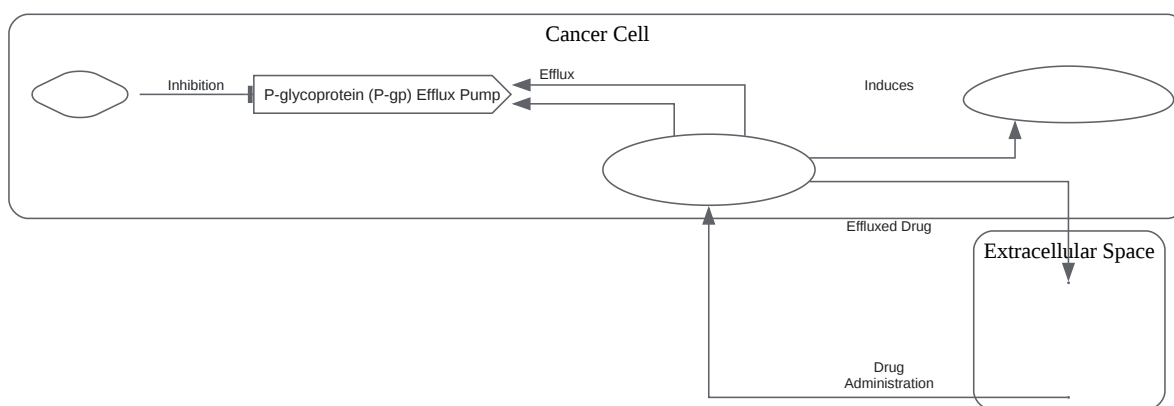 Cancer Cell
Inhibition
P-glycoprotein (P-gp) Efflux Pump
Efflux
Induces
Effluxed Drug
Extracellular Space
Drug
Administration